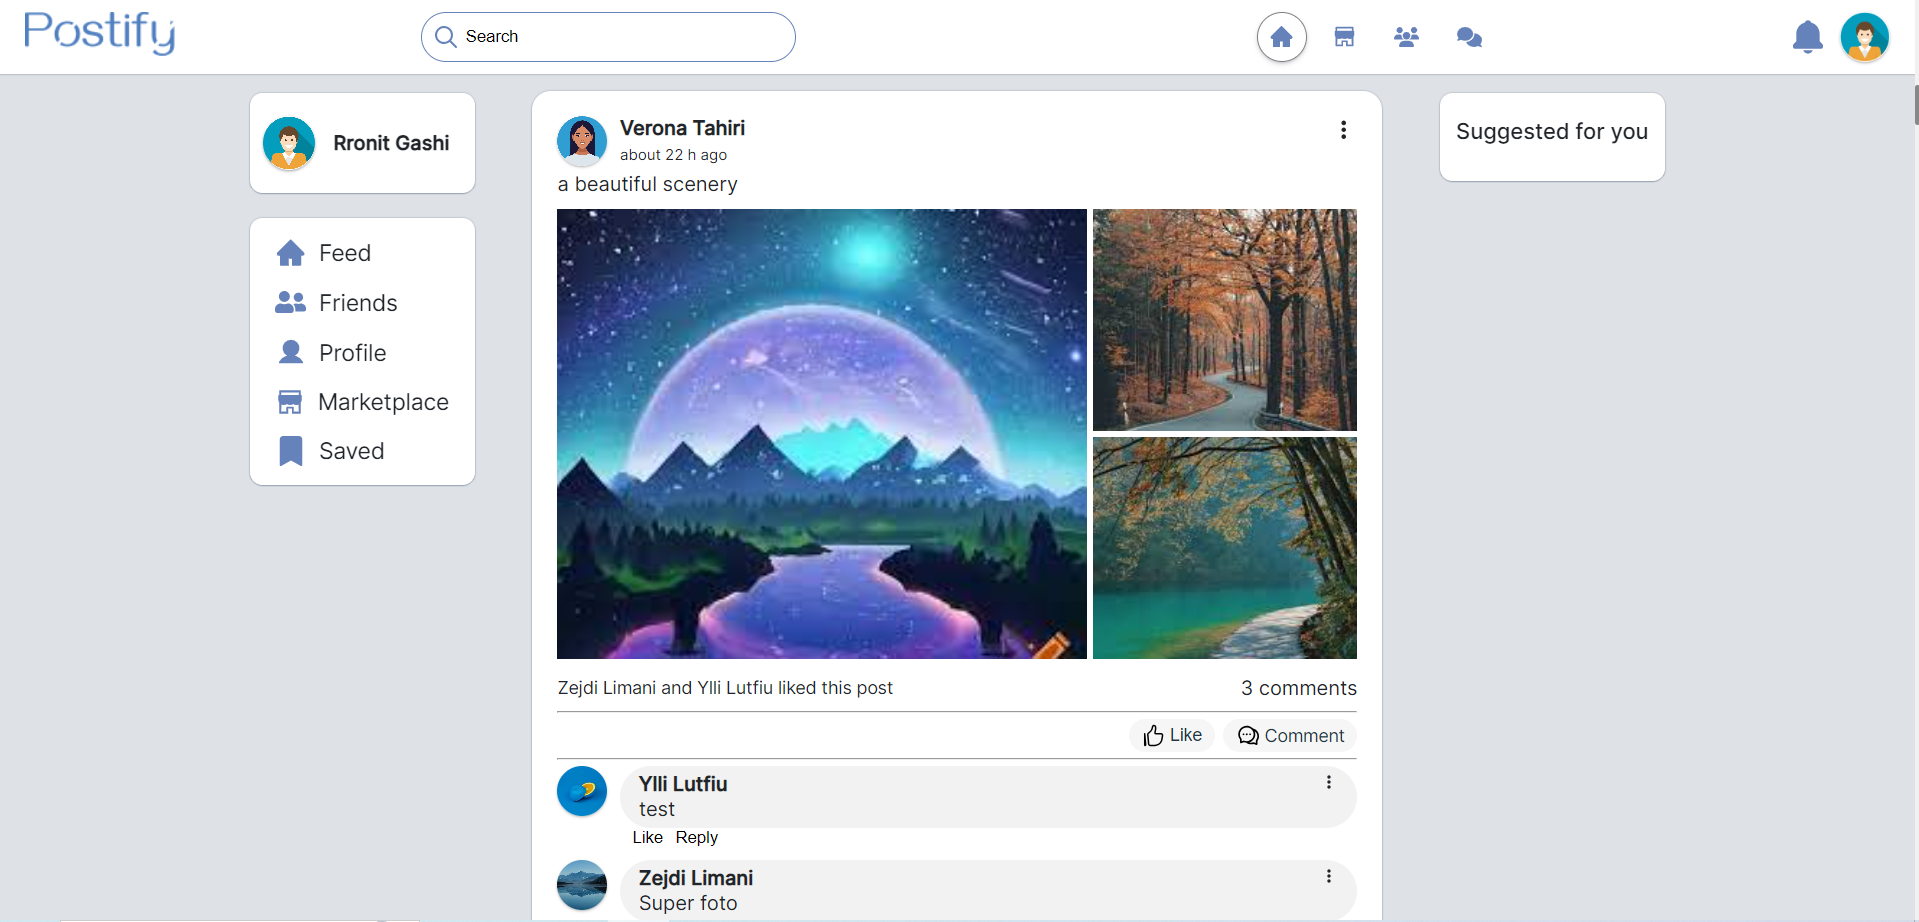 Postify
Search
Rronit Gashi
Feed
Friends
Profile
Marketplace
Saved
Verona Tahiri
about 22 h ago
a beautiful scenery
Zejdi Limani and Ylli Lutfiu liked this post
3 comments
Like
Comment
Ylli Lutfiu
test
Like Reply
Zejdi Limani
Super foto
Suggested for you